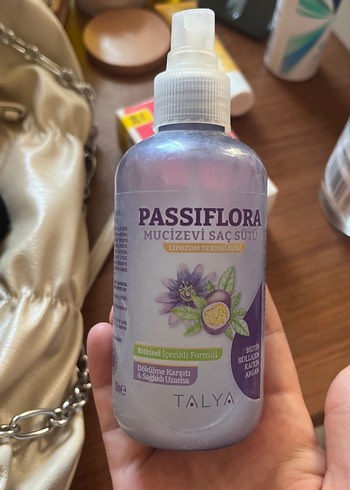 PASSIFLORA
MUCİZEVİ SAÇ SÜTÜ
LİPOZOM TEKNOLOJİSİ
Bitkisel İçerikli Formül
Dökülme Karşıtı
& Sağlıklı Uzama
BİOTİN
KOLLAJEN
KAFEİN
ARGAN
TALYA